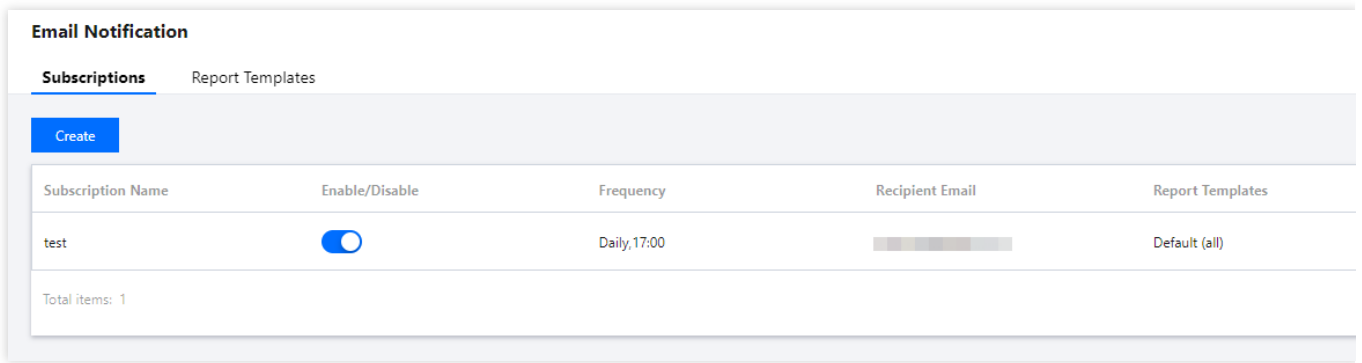 Email Notification
Subscriptions Report Templates
Create
Subscription Name Enable/Disable Frequency Recipient Email Report Templates
test Daily,17:00 Default (all)
Total items: 1